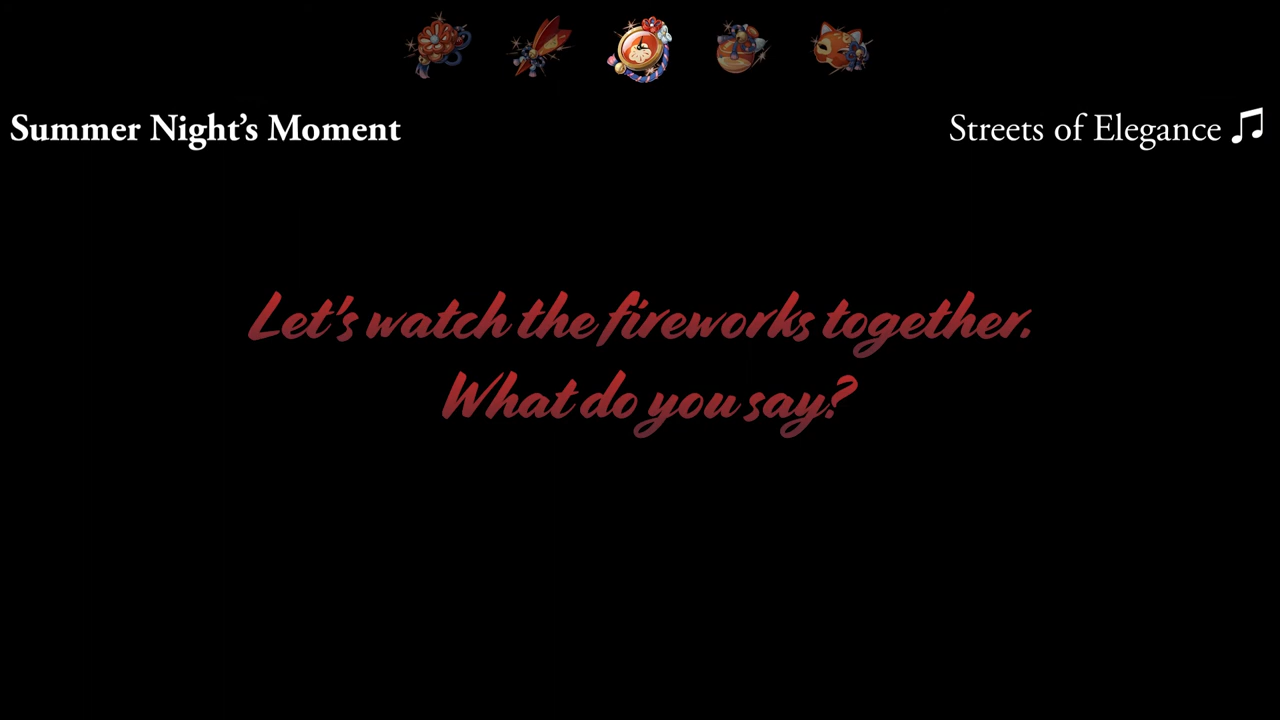 Summer Night’s Moment
Streets of Elegance ♫
Let's watch the fireworks together.
What do you say?